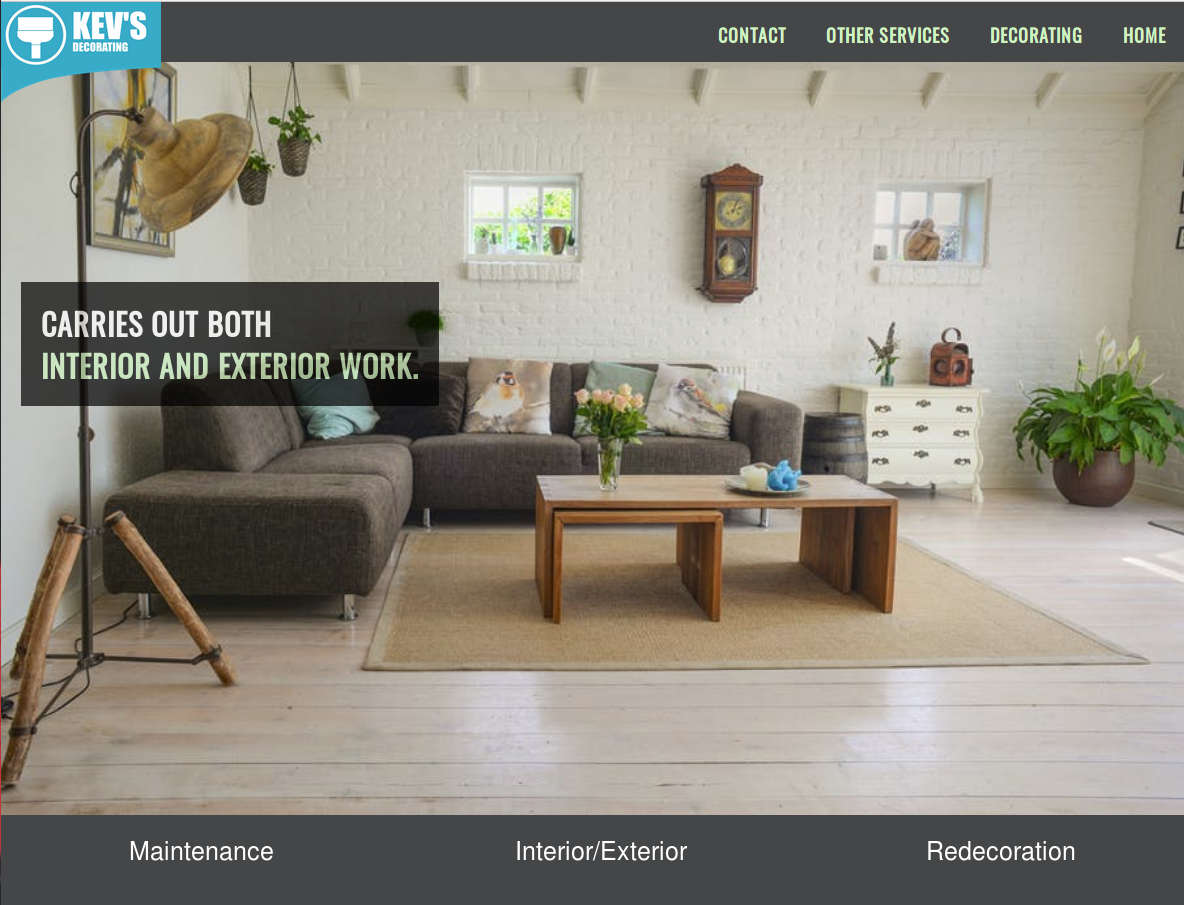 KEV'S
DECORATING
CONTACT OTHER SERVICES DECORATING HOME
CARRIES OUT BOTH
INTERIOR AND EXTERIOR WORK.
Maintenance Interior/Exterior Redecoration